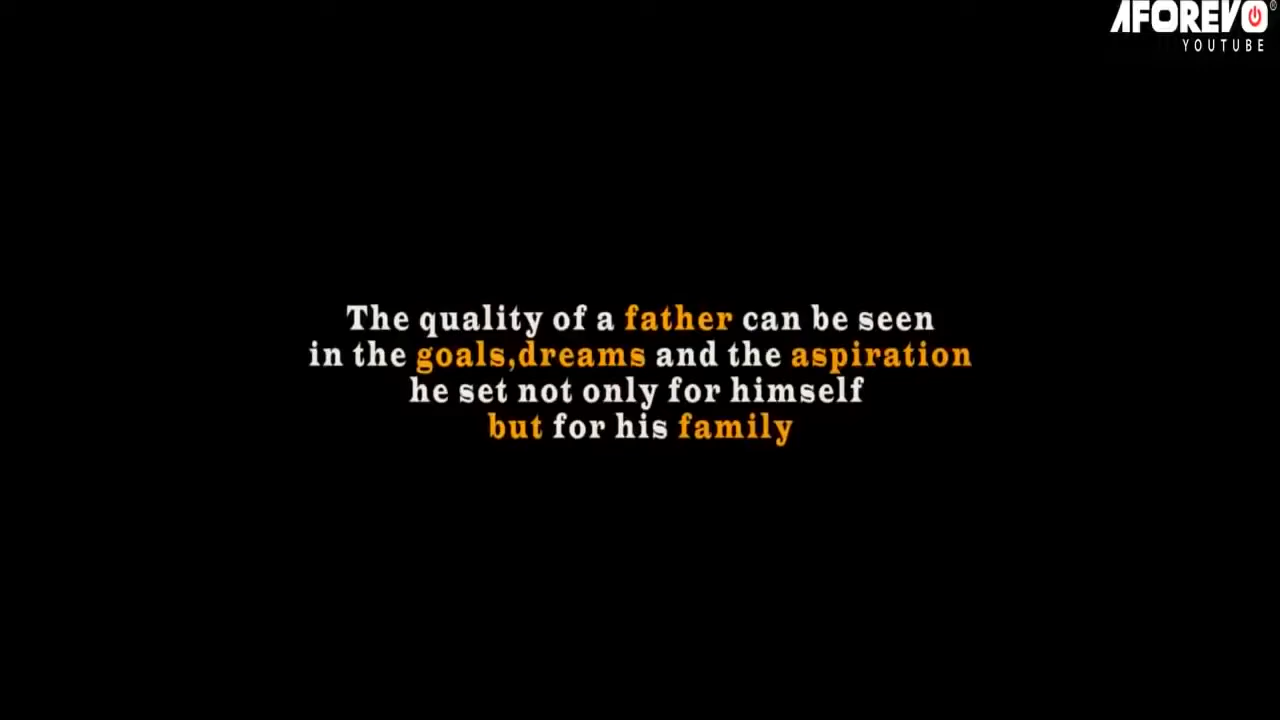 AFOREVO®
YOUTUBE
The quality of a father can be seen
in the goals,dreams and the aspiration
he set not only for himself
but for his family